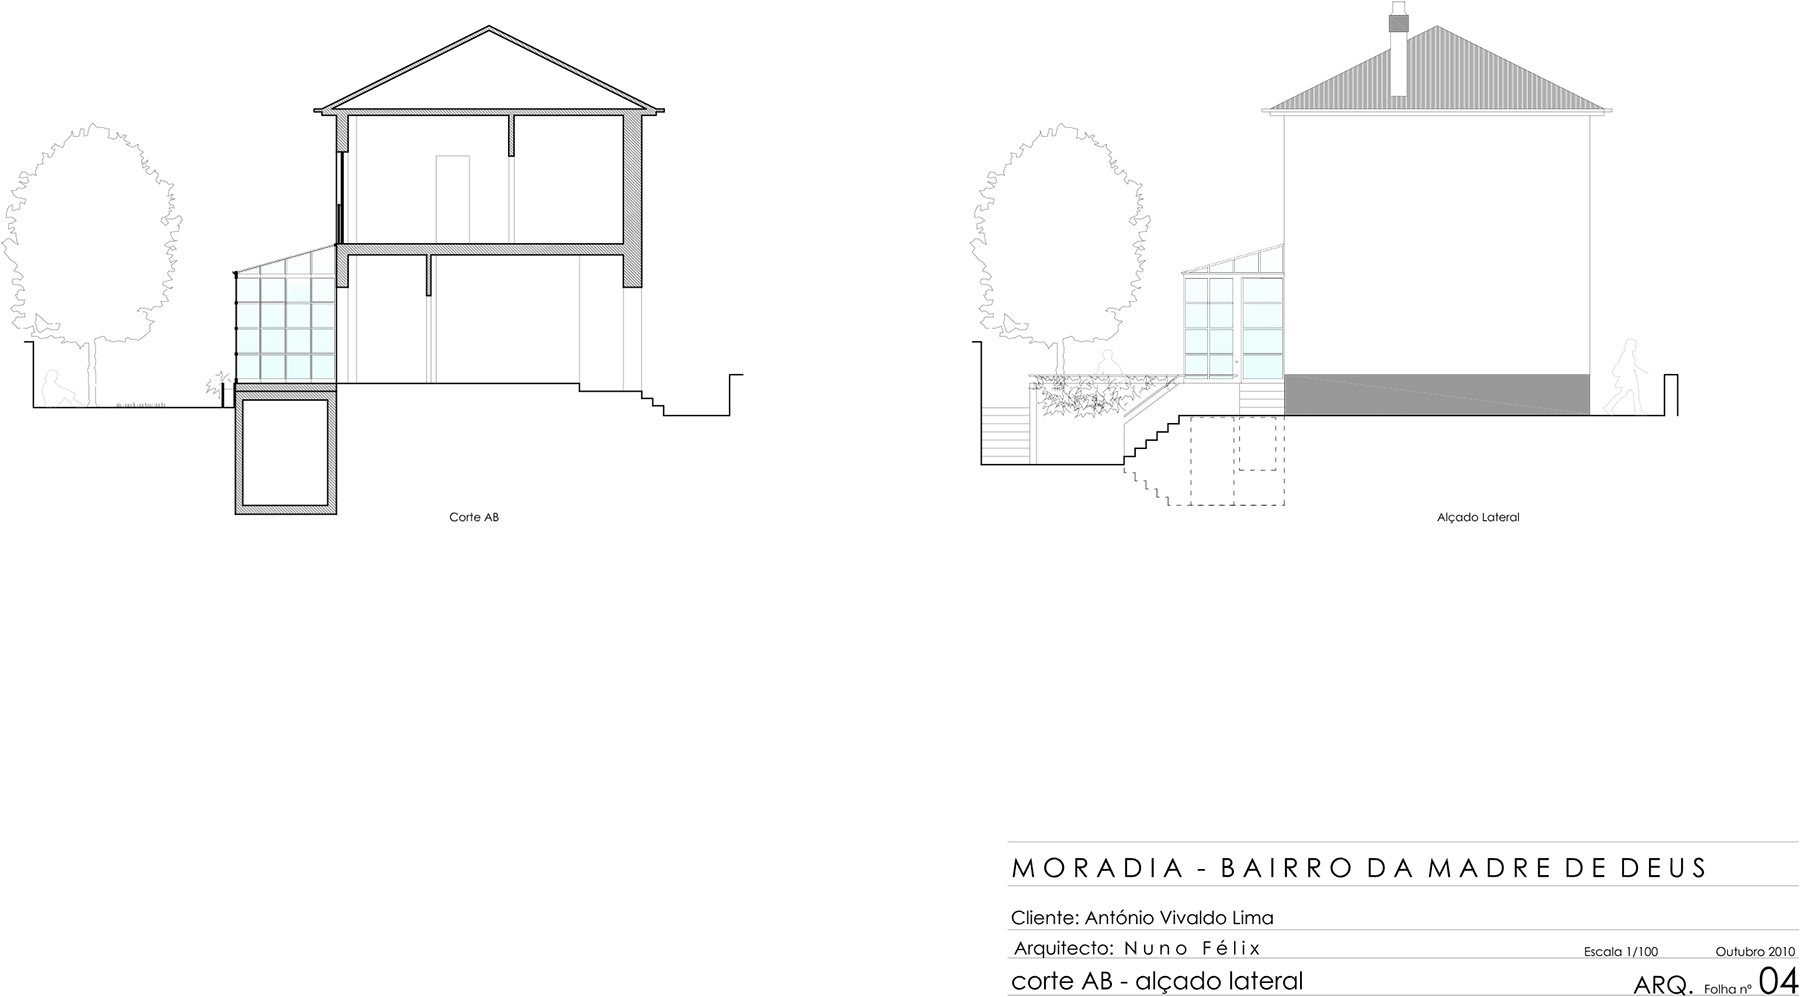 Corte AB
Alçado Lateral
MORADIA - BAIRRO DA MADRE DE DEUS
Cliente: António Vivaldo Lima
Arquitecto: Nuno Félix
Escala 1/100
Outubro 2010
corte AB - alçado lateral
ARQ. Folha nº 04